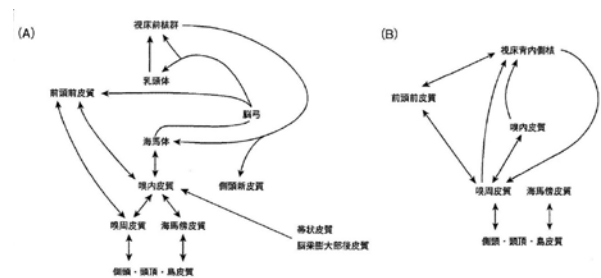 (A)
視床前核群
乳頭体
前頭前皮質
脳弓
海馬体
嗅内皮質
側頭新皮質
嗅周皮質
海馬傍皮質
帯状皮質
脳梁膨大部後皮質
側頭・頭頂・島皮質
(B)
視床背内側核
前頭前皮質
嗅内皮質
嗅周皮質
海馬傍皮質
側頭・頭頂・島皮質